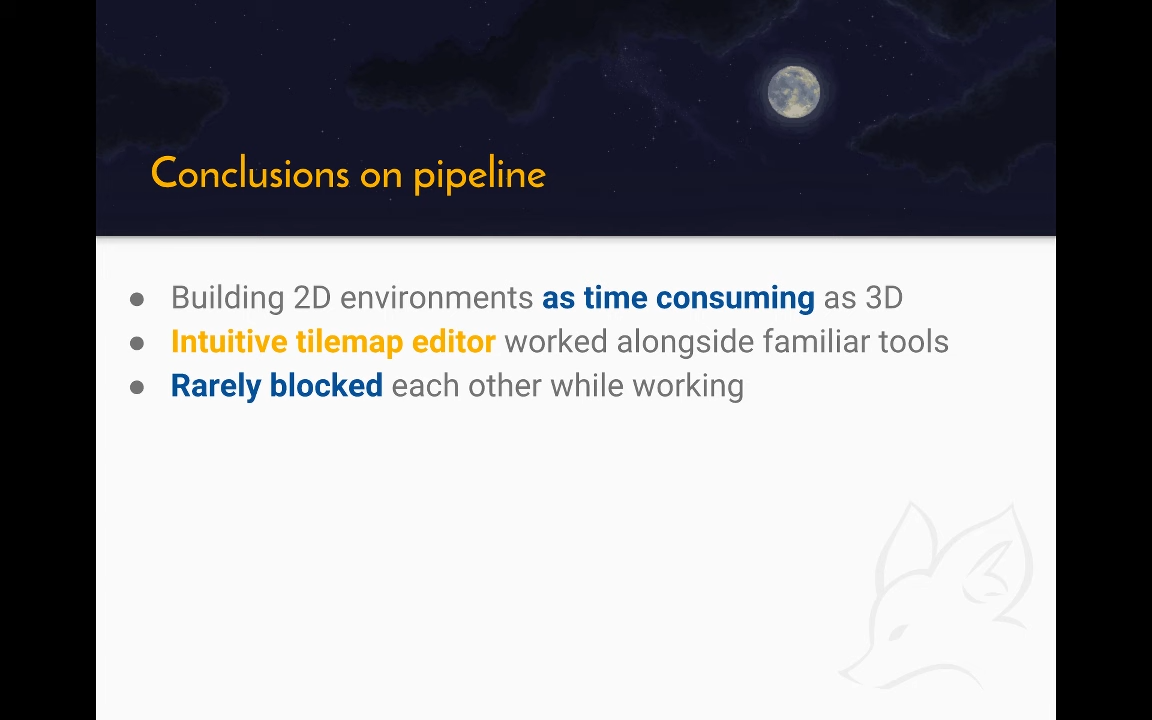 Conclusions on pipeline
● Building 2D environments as time consuming as 3D
● Intuitive tilemap editor worked alongside familiar tools
● Rarely blocked each other while working